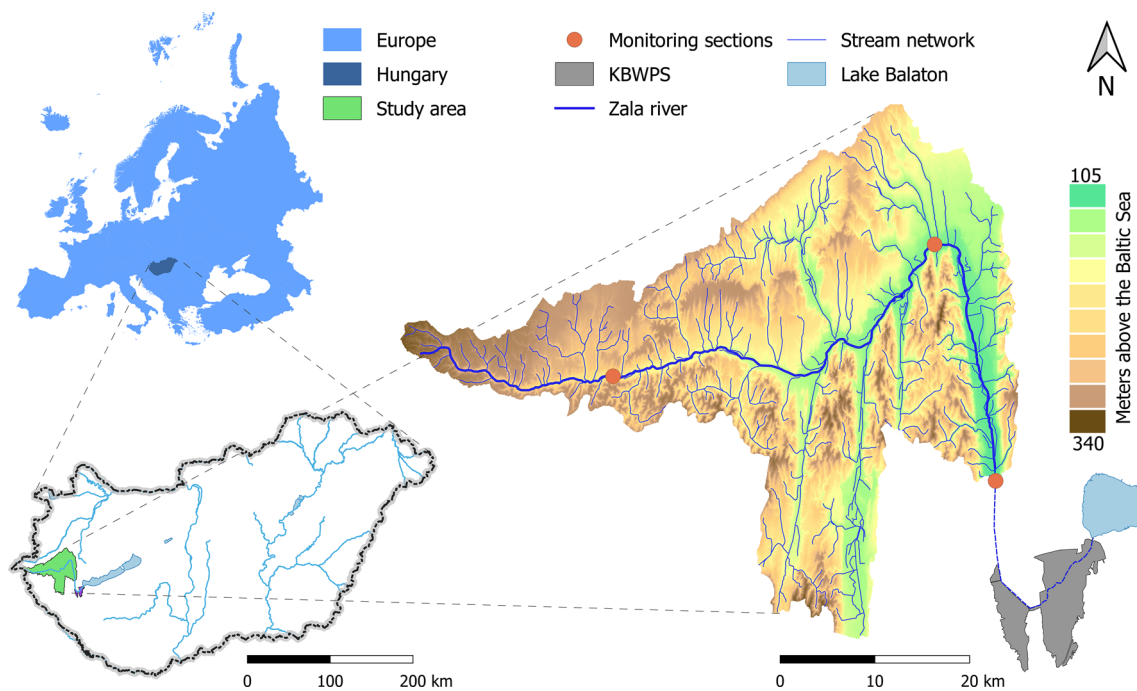 Europe
Monitoring sections
Stream network
Hungary
KBWPS
Lake Balaton
Study area
Zala river
N
105
Meters above the Baltic Sea
340
0 100 200 km
0 10 20 km